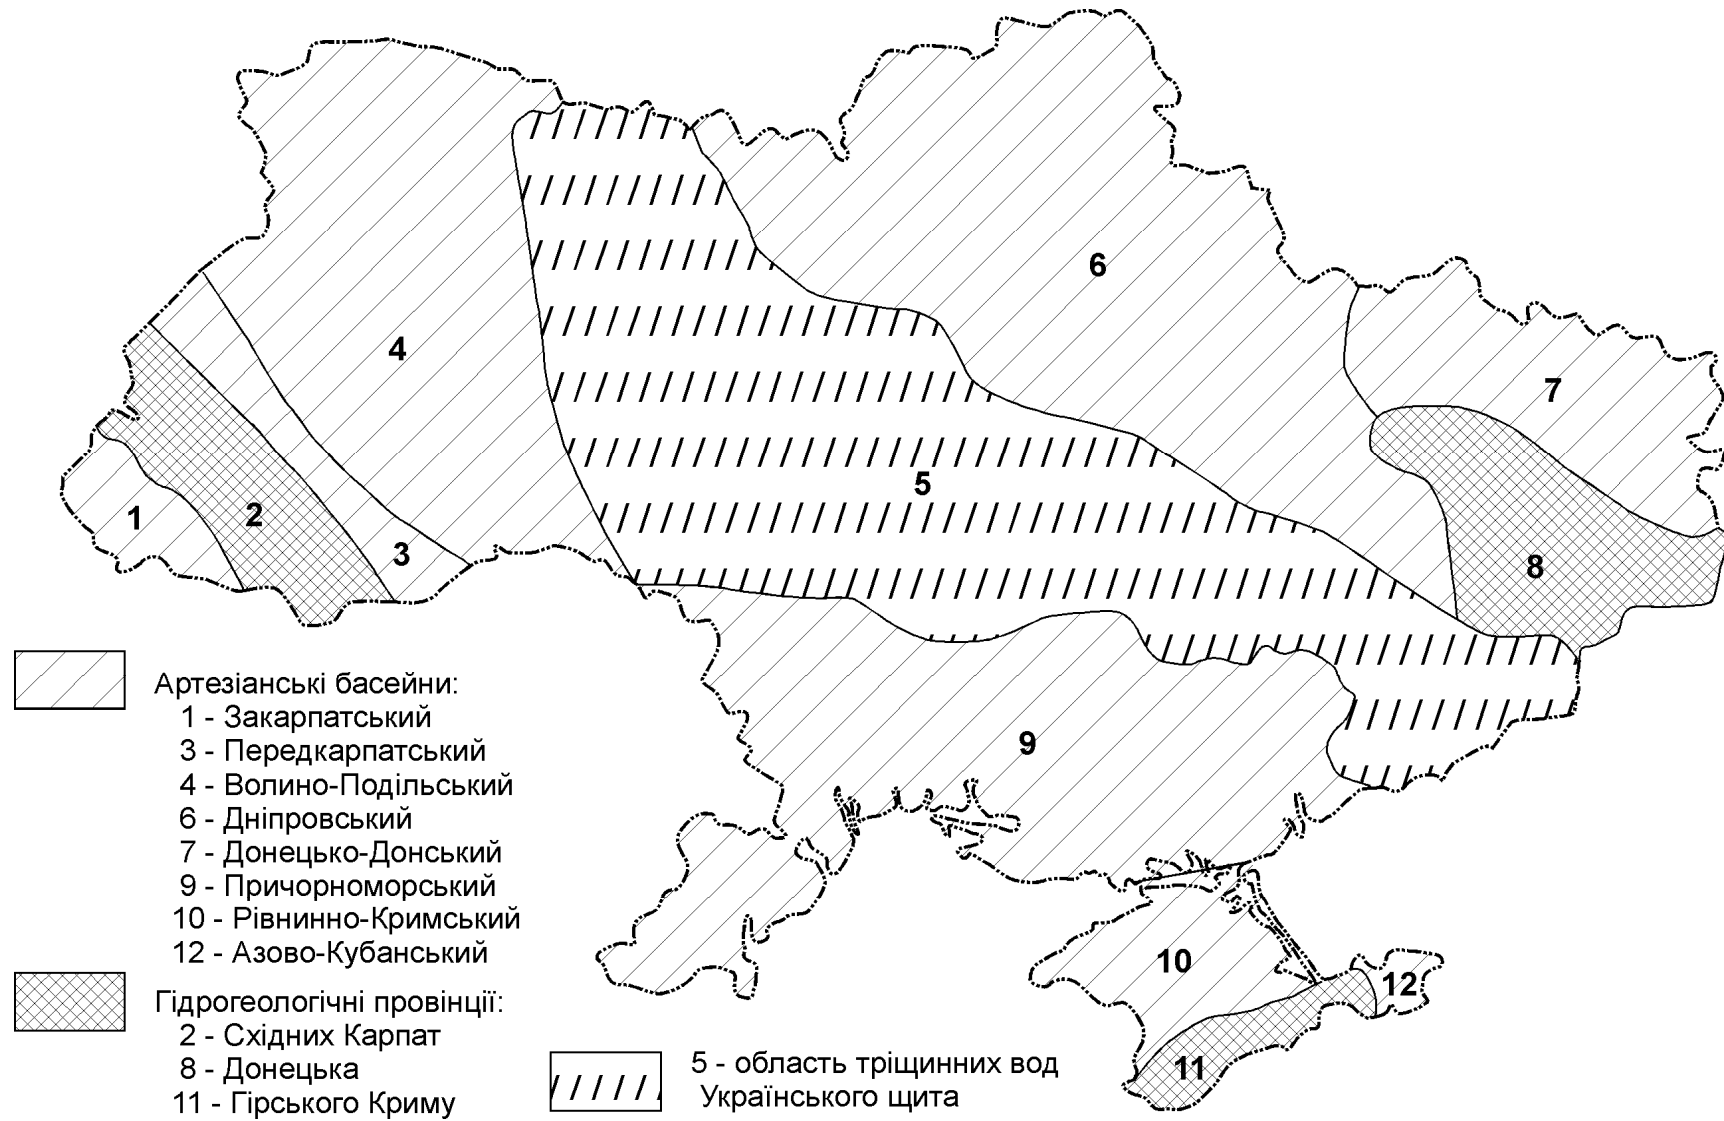 6
4
7
5
1
2
3
8
9
10
12
11
Артезіанські басейни:
1 - Закарпатський
3 - Передкарпатський
4 - Волино-Подільський
6 - Дніпровський
7 - Донецько-Донський
9 - Причорноморський
10 - Рівнинно-Кримський
12 - Азово-Кубанський
Гідрогеологічні провінції:
2 - Східних Карпат
8 - Донецька
11 - Гірського Криму
5 - область тріщинних вод
Українського щита